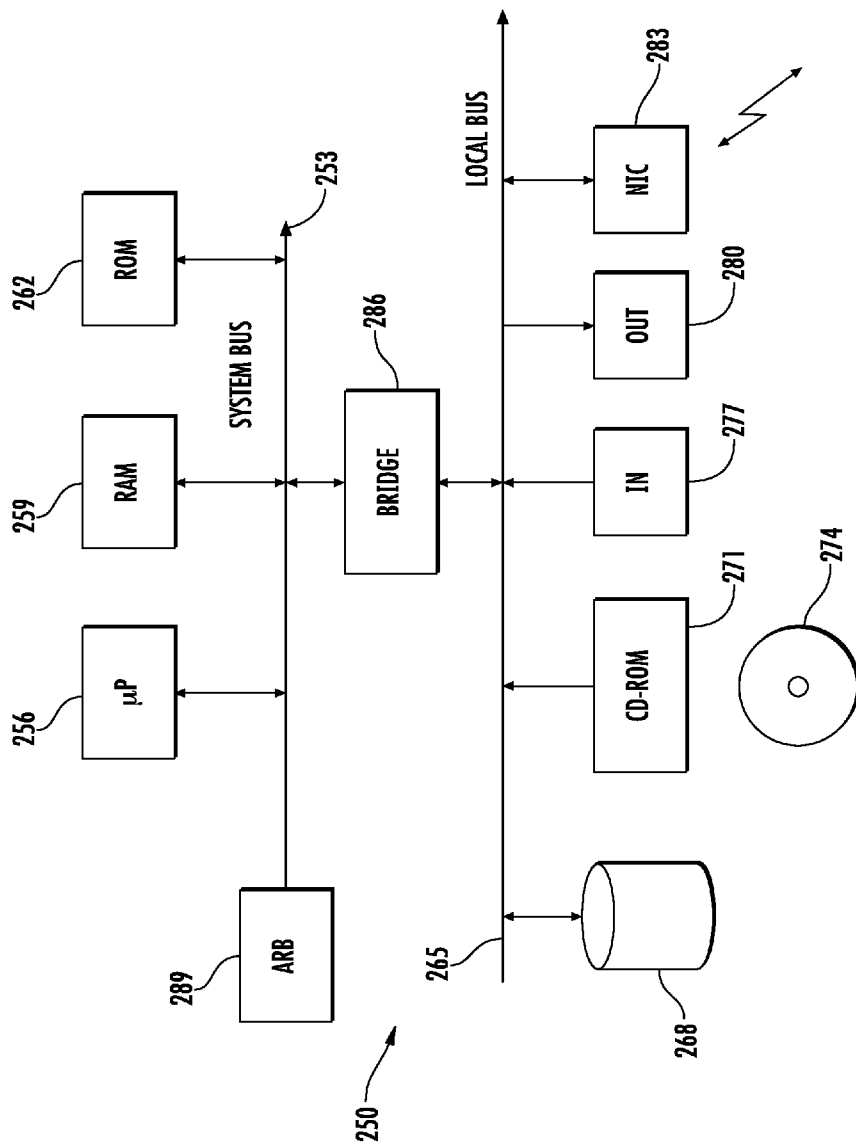 262
ROM
259
RAM
256
μP
253
SYSTEM BUS
289
ARB
286
BRIDGE
250
LOCAL BUS
265
268
CD-ROM
271
274
IN
277
OUT
280
NIC
283